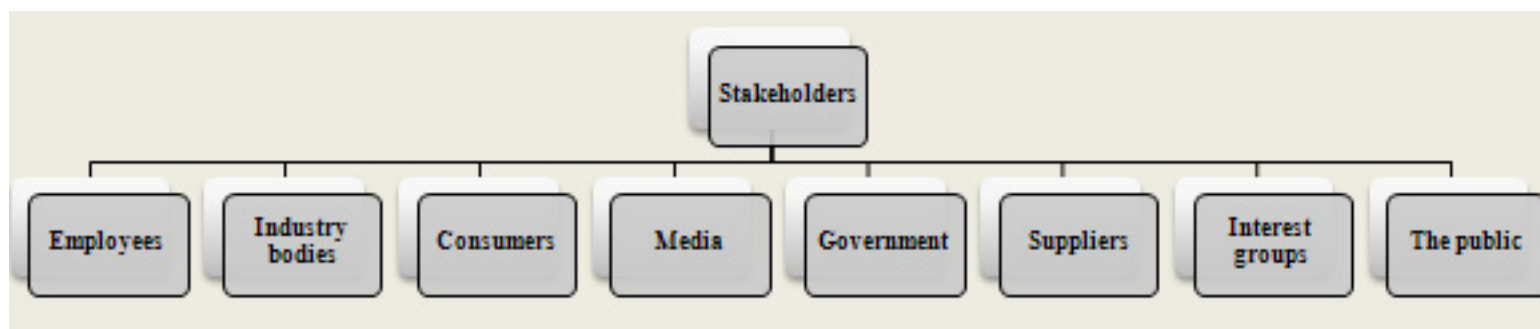 Stakeholders
Employees
Industry
bodies
Consumers
Media
Government
Suppliers
Interest
groups
The public